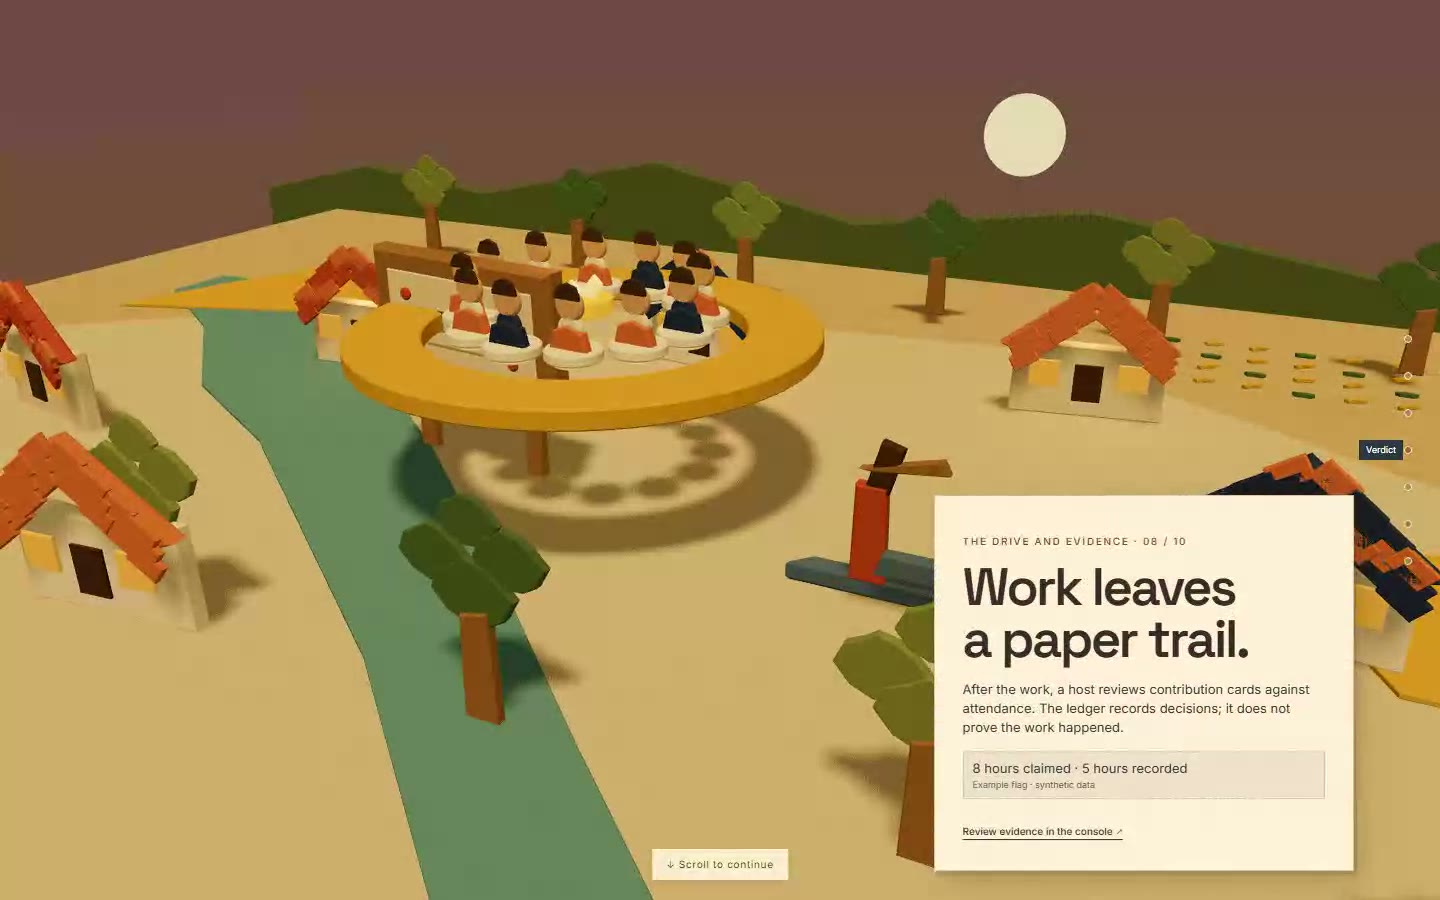 Verdict
THE DRIVE AND EVIDENCE · 08 / 10
Work leaves
a paper trail.
After the work, a host reviews contribution cards against
attendance. The ledger records decisions; it does not
prove the work happened.
8 hours claimed · 5 hours recorded
Example flag · synthetic data
Review evidence in the console ↗
↓ Scroll to continue